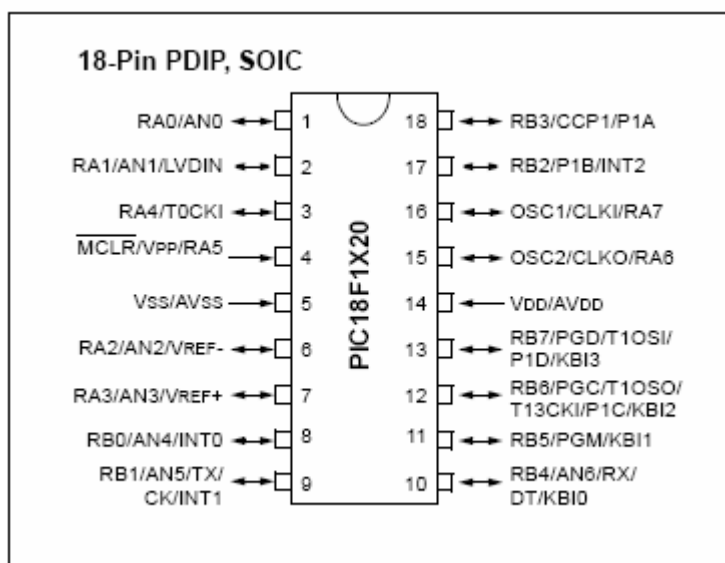 18-Pin PDIP, SOIC
RA0/AN0 1 18 RB3/CCP1/P1A
RA1/AN1/LVDIN 2 17 RB2/P1B/INT2
RA4/T0CKI 3 16 OSC1/CLKI/RA7
MCLR/VPP/RA5 4 15 OSC2/CLKO/RA6
VSS/AVSS 5 14 VDD/AVDD
RA2/AN2/VREF- 6 13 RB7/PGD/T1OSI/
P1D/KBI3
RA3/AN3/VREF+ 7 12 RB6/PGC/T1OSO/
T13CKI/P1C/KBI2
RB0/AN4/INT0 8 11 RB5/PGM/KBI1
RB1/AN5/TX/
CK/INT1 9 10 RB4/AN6/RX/
DT/KBI0
PIC18F1X20